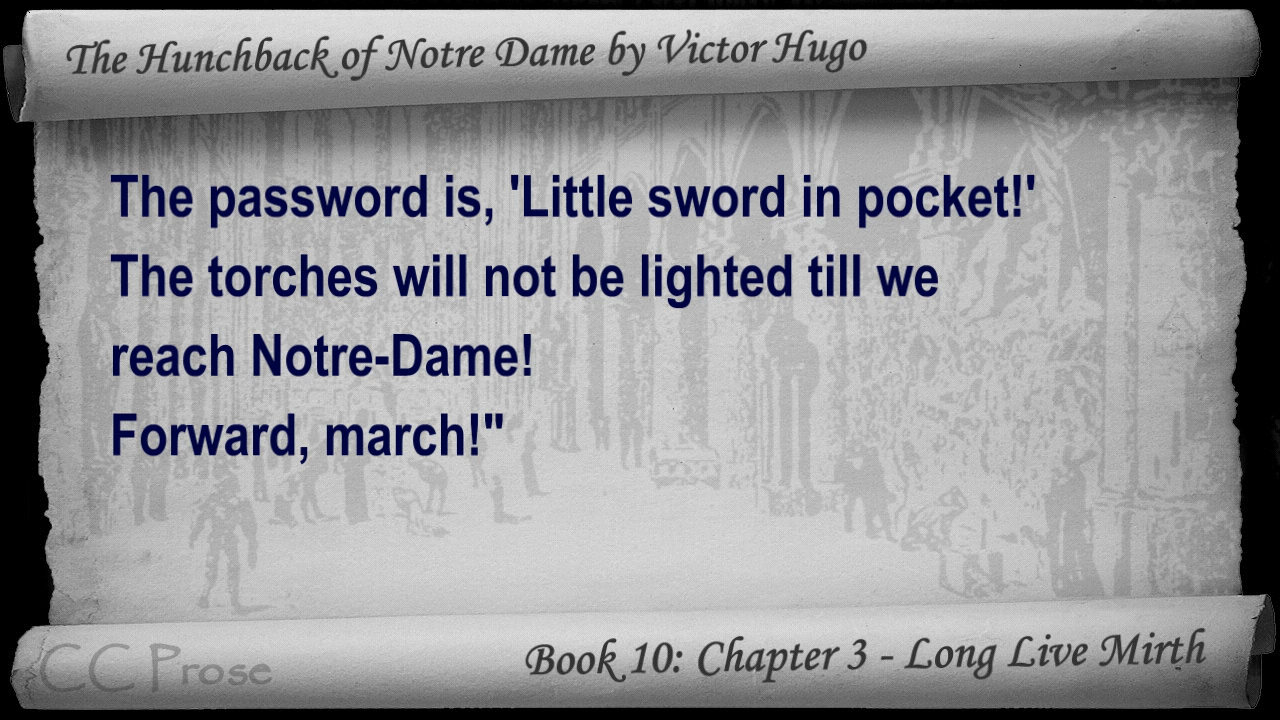 The Hunchback of Notre Dame by Victor Hugo
The password is, 'Little sword in pocket!'
The torches will not be lighted till we
reach Notre-Dame!
Forward, march!"
CC Prose
Book 10: Chapter 3 - Long Live Mirth